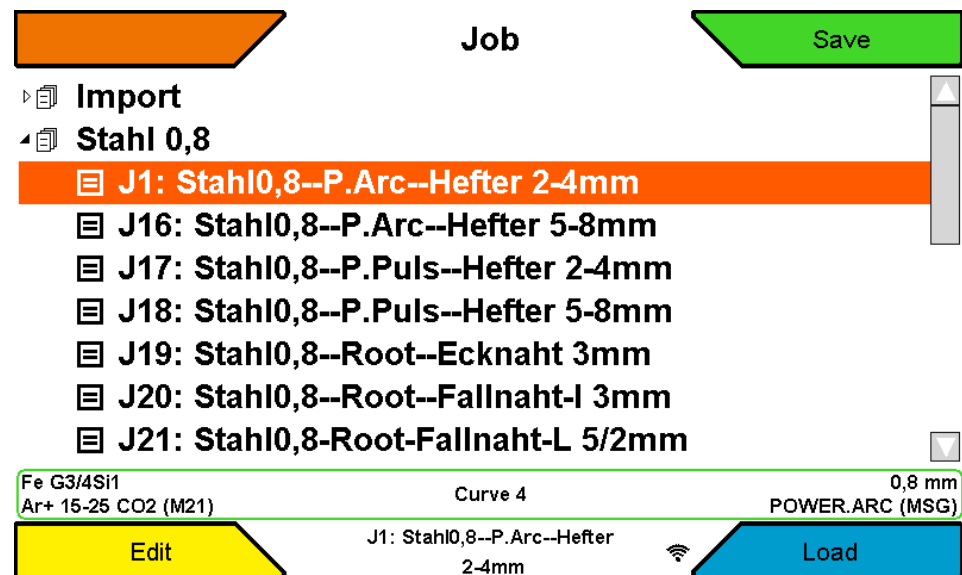 Job
Save
Import
Stahl 0,8
J1: Stahl0,8--P.Arc--Hefter 2-4mm
J16: Stahl0,8--P.Arc--Hefter 5-8mm
J17: Stahl0,8--P.Puls--Hefter 2-4mm
J18: Stahl0,8--P.Puls--Hefter 5-8mm
J19: Stahl0,8--Root--Ecknaht 3mm
J20: Stahl0,8--Root--Fallnaht-I 3mm
J21: Stahl0,8-Root-Fallnaht-L 5/2mm
Fe G3/4Si1
Ar+ 15-25 CO2 (M21)
Curve 4
0,8 mm
POWER.ARC (MSG)
Edit
J1: Stahl0,8--P.Arc--Hefter
2-4mm
Load